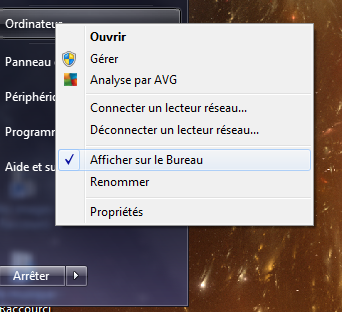 Ordinateur
Ouvrir
Gérer
Panneau
Analyse par AVG
Périphériq
Connecter un lecteur réseau...
Programm
Déconnecter un lecteur réseau...
Aide et su
Afficher sur le Bureau
Renommer
Propriétés
Arrêter
Raccourci